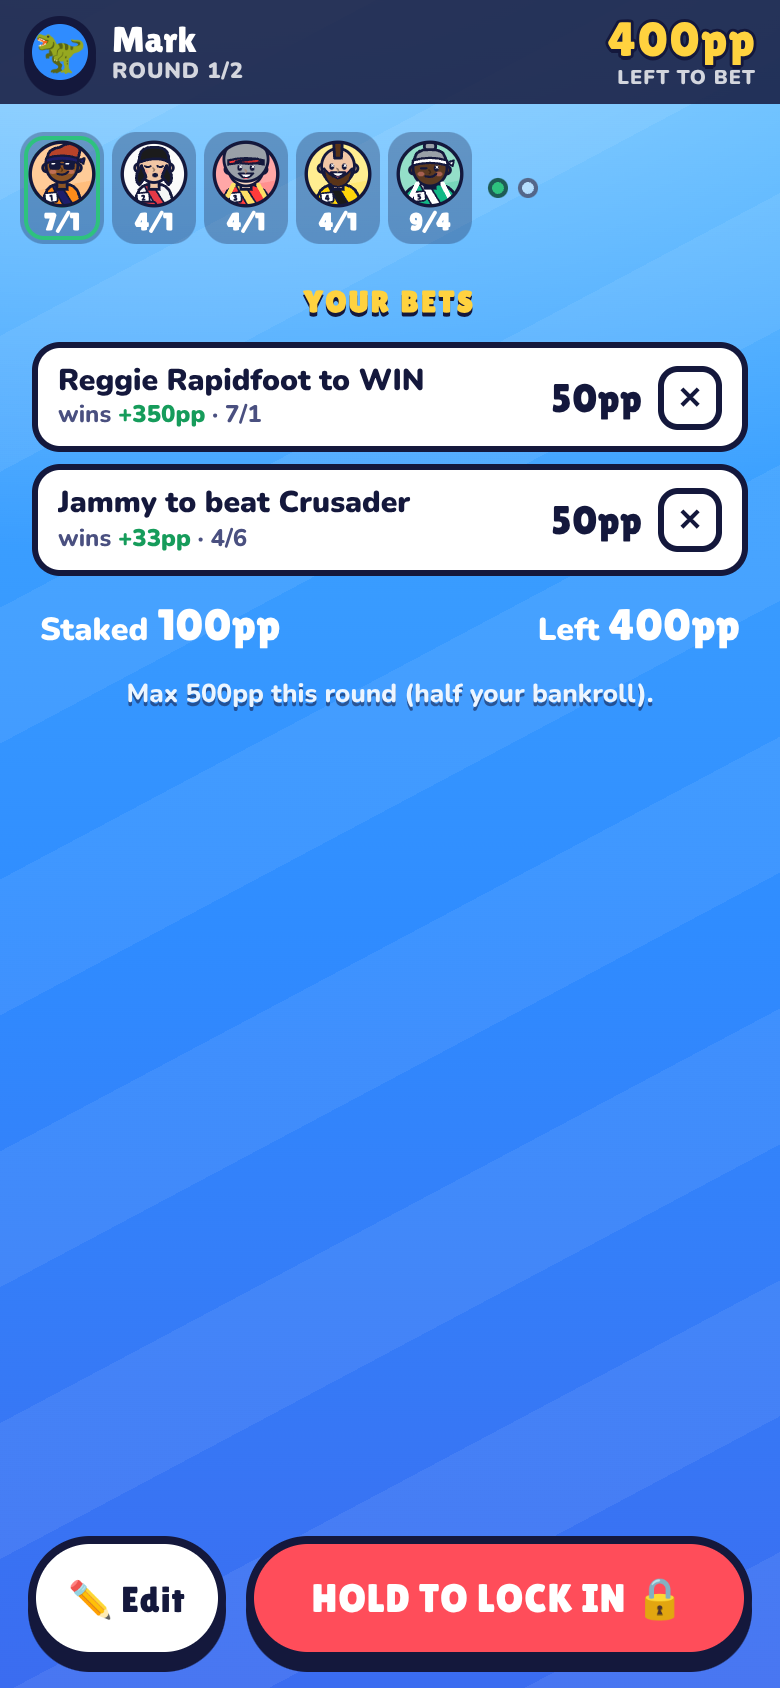 Mark
ROUND 1/2
400pp
LEFT TO BET
7/1
4/1
4/1
4/1
9/4
YOUR BETS
Reggie Rapidfoot to WIN
wins +350pp · 7/1
50pp
×
Jammy to beat Crusader
wins +33pp · 4/6
50pp
×
Staked 100pp
Left 400pp
Max 500pp this round (half your bankroll).
✏️ Edit
HOLD TO LOCK IN 🔒